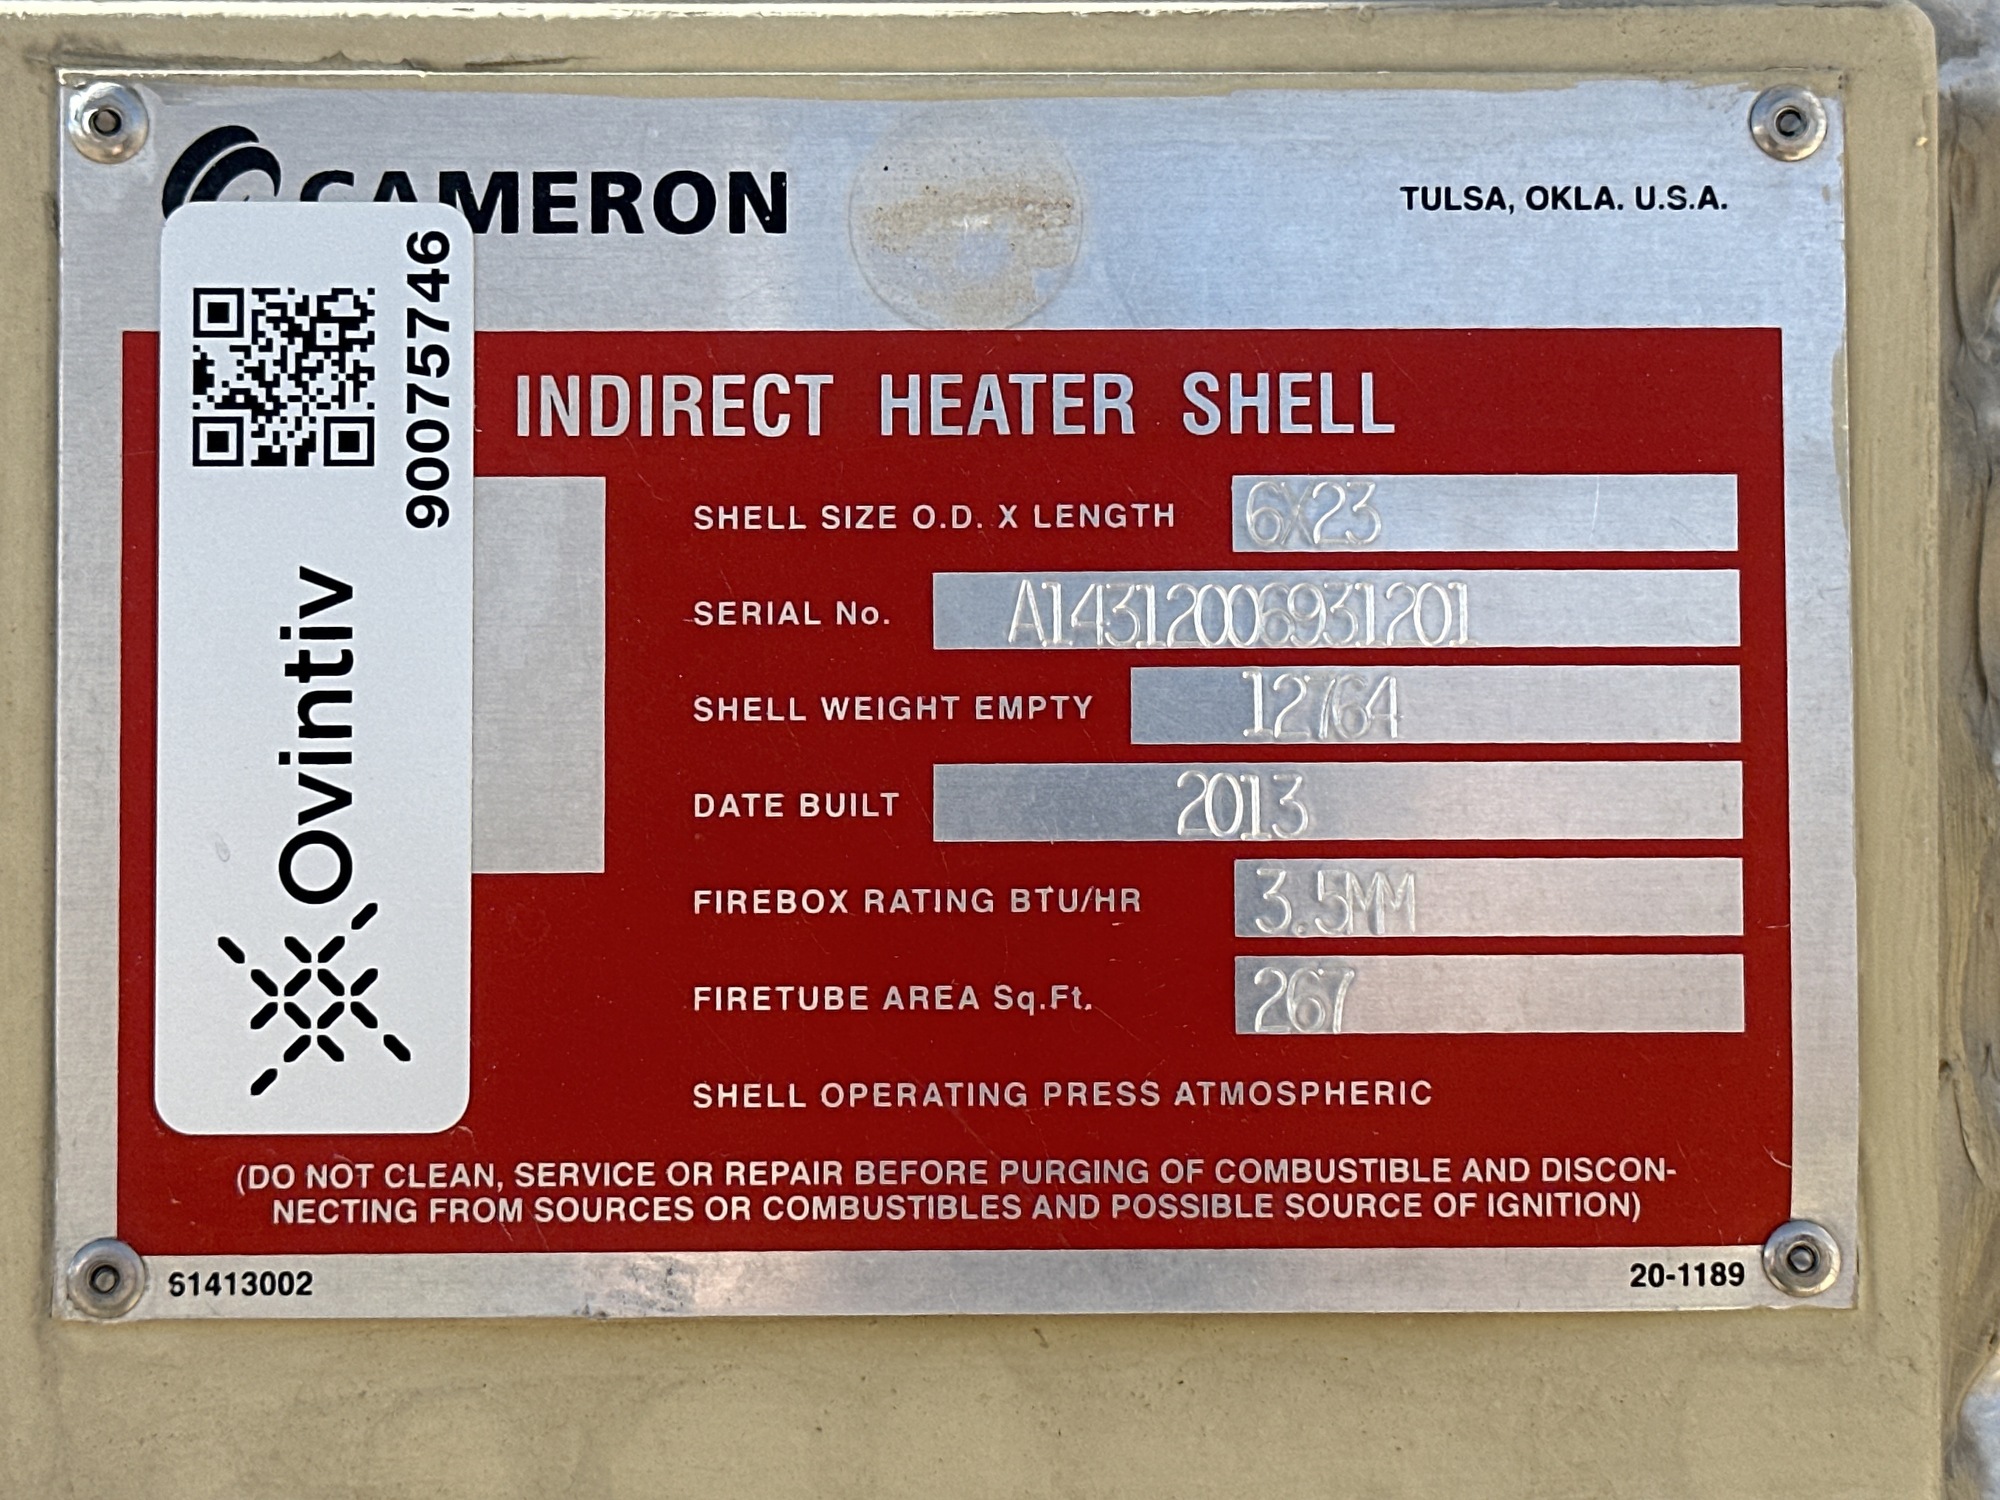 CAMERON
TULSA, OKLA. U.S.A.
90075746
Ovintiv
INDIRECT HEATER SHELL
SHELL SIZE O.D. X LENGTH 6X23
SERIAL No. A14312006931201
SHELL WEIGHT EMPTY 12764
DATE BUILT 2013
FIREBOX RATING BTU/HR 3.5MM
FIRETUBE AREA Sq.Ft. 267
SHELL OPERATING PRESS ATMOSPHERIC
(DO NOT CLEAN, SERVICE OR REPAIR BEFORE PURGING OF COMBUSTIBLE AND DISCON-
NECTING FROM SOURCES OR COMBUSTIBLES AND POSSIBLE SOURCE OF IGNITION)
61413002
20-1189